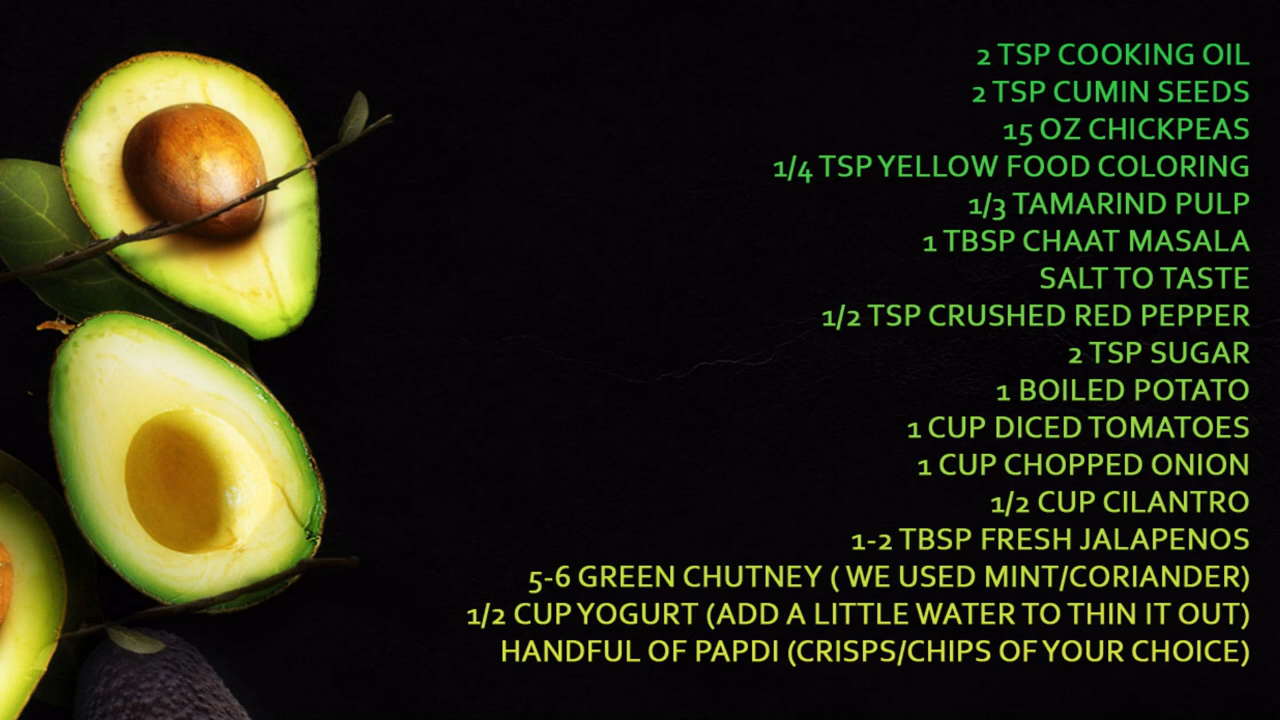 2 TSP COOKING OIL
2 TSP CUMIN SEEDS
15 OZ CHICKPEAS
1/4 TSP YELLOW FOOD COLORING
1/3 TAMARIND PULP
1 TBSP CHAAT MASALA
SALT TO TASTE
1/2 TSP CRUSHED RED PEPPER
2 TSP SUGAR
1 BOILED POTATO
1 CUP DICED TOMATOES
1 CUP CHOPPED ONION
1/2 CUP CILANTRO
1-2 TBSP FRESH JALAPENOS
5-6 GREEN CHUTNEY ( WE USED MINT/CORIANDER)
1/2 CUP YOGURT (ADD A LITTLE WATER TO THIN IT OUT)
HANDFUL OF PAPDI (CRISPS/CHIPS OF YOUR CHOICE)